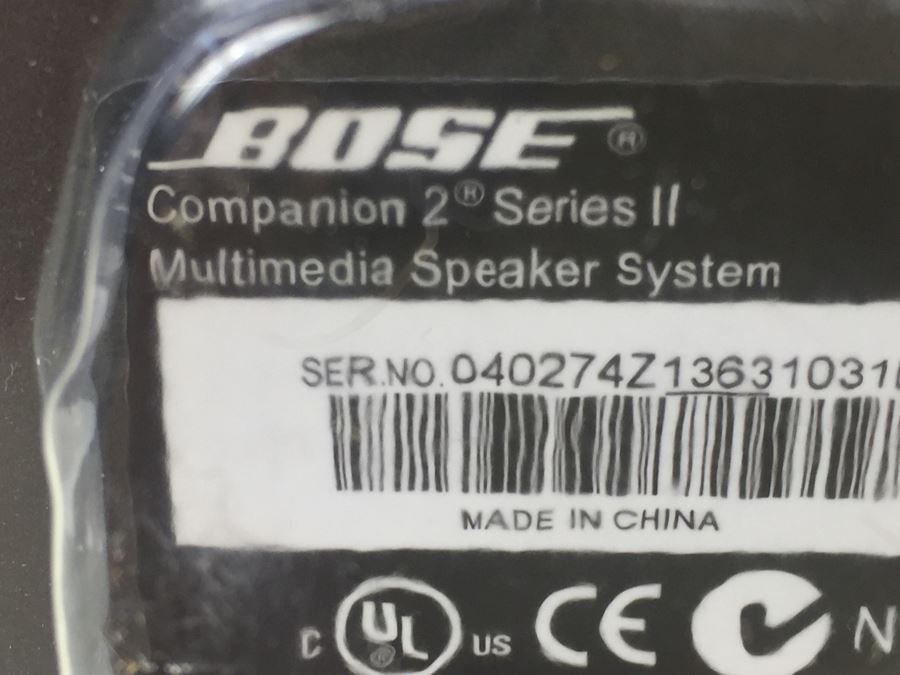 BOSE®
Companion 2® Series II
Multimedia Speaker System
SER.NO. 040274Z13631031
MADE IN CHINA
C UL® US CE N